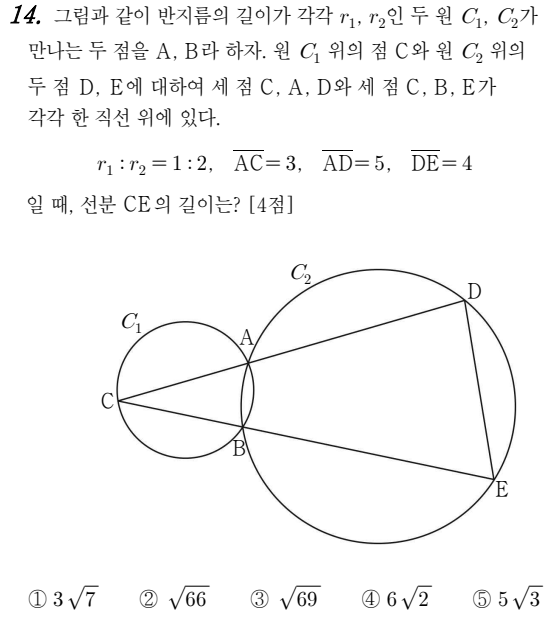 14. 그림과 같이 반지름의 길이가 각각 r₁, r₂인 두 원 C₁, C₂가
만나는 두 점을 A, B라 하자. 원 C₁ 위의 점 C와 원 C₂ 위의
두 점 D, E에 대하여 세 점 C, A, D와 세 점 C, B, E가
각각 한 직선 위에 있다.
r₁ : r₂ = 1 : 2, \overline{AC} = 3, \overline{AD} = 5, \overline{DE} = 4
일 때, 선분 CE의 길이는? [4점]
C₂
D
C₁
A
C
B
E
① 3√7 ② √66 ③ √69 ④ 6√2 ⑤ 5√3